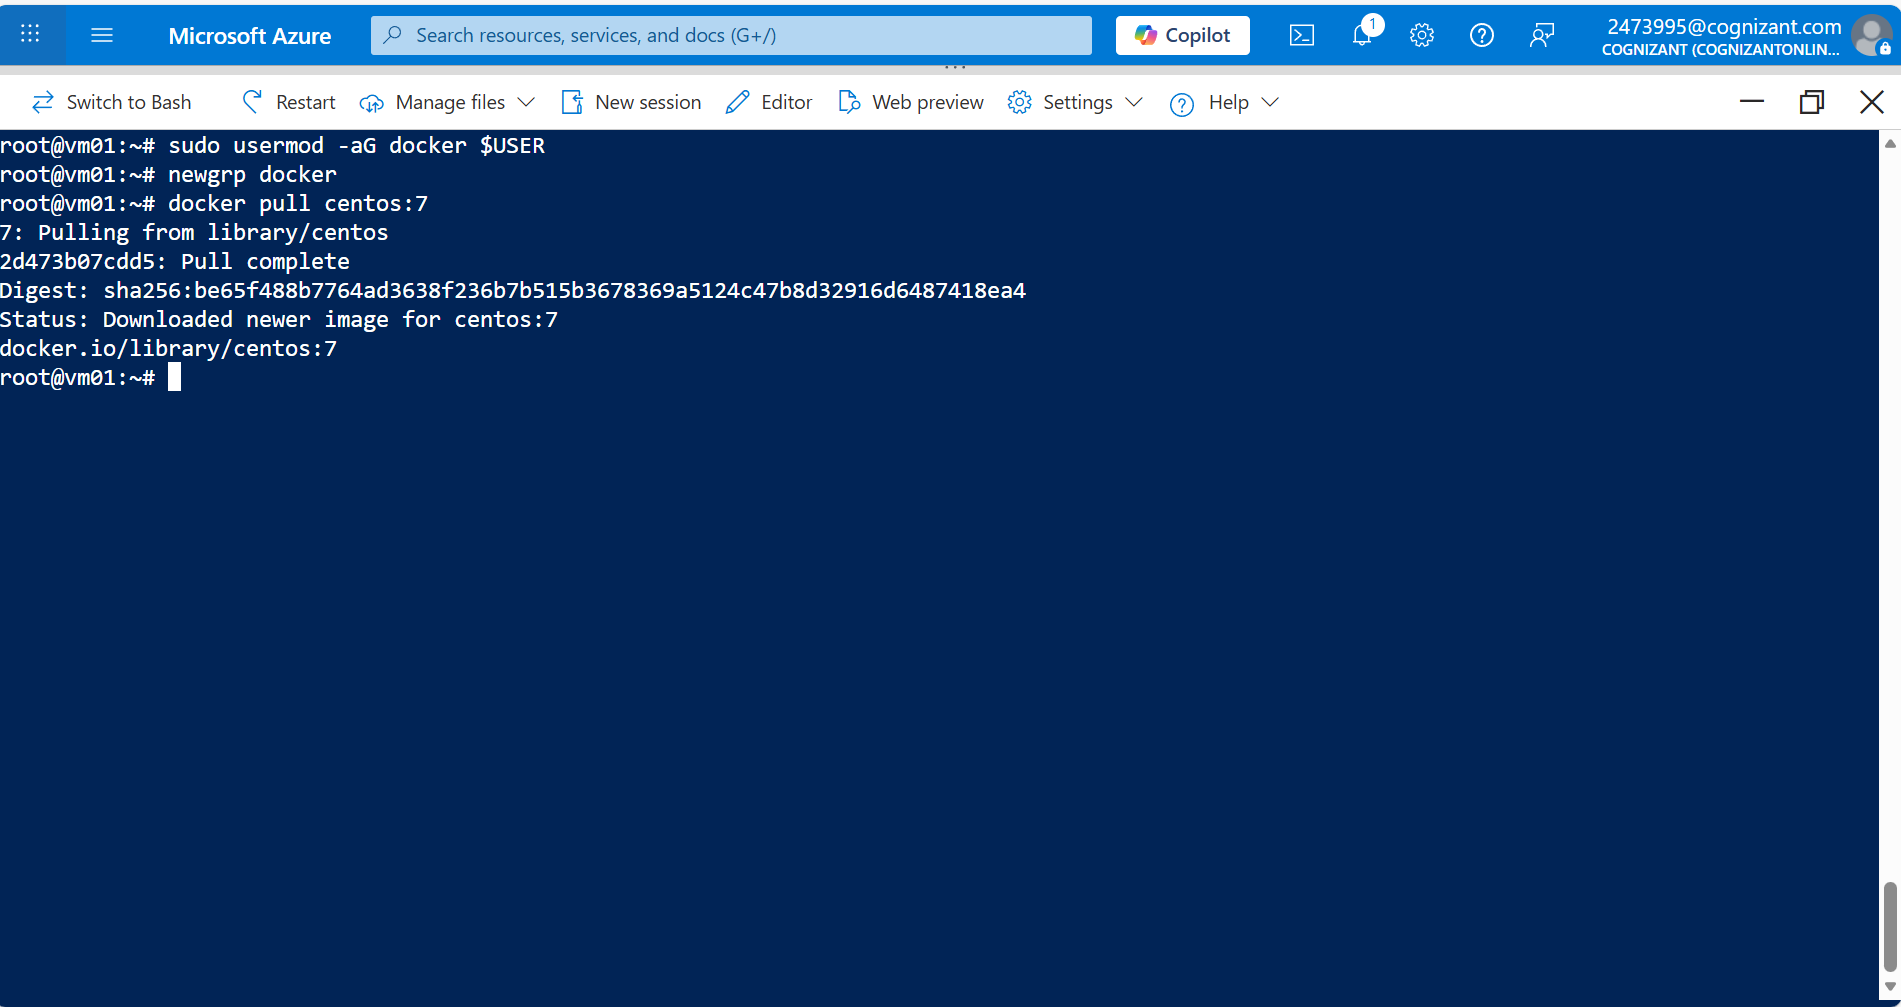 Microsoft Azure
Search resources, services, and docs (G+/)
Copilot
1
2473995@cognizant.com
COGNIZANT (COGNIZANTONLIN...
Switch to Bash
Restart
Manage files
New session
Editor
Web preview
Settings
Help
root@vm01:~# sudo usermod -aG docker $USER
root@vm01:~# newgrp docker
root@vm01:~# docker pull centos:7
7: Pulling from library/centos
2d473b07cdd5: Pull complete
Digest: sha256:be65f488b7764ad3638f236b7b515b3678369a5124c47b8d32916d6487418ea4
Status: Downloaded newer image for centos:7
docker.io/library/centos:7
root@vm01:~#